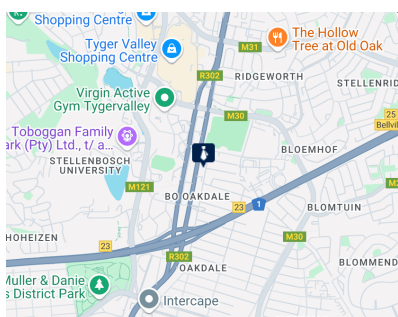 Shopping Centre
Tyger Valley
Shopping Centre
The Hollow
Tree at Old Oak
M31
R302
RIDGEWORTH
STELLENRID
Virgin Active
Gym Tygervalley
M30
25
Bellvil
Toboggan Family
ark (Pty) Ltd., t/ a...
BLOEMHOF
STELLENBOSCH
UNIVERSITY
M121
BO OAKDALE
23
1
BLOMTUIN
HOHEIZEN
23
M30
R302
OAKDALE
BLOMMEND
Muller & Danie
s District Park
Intercape